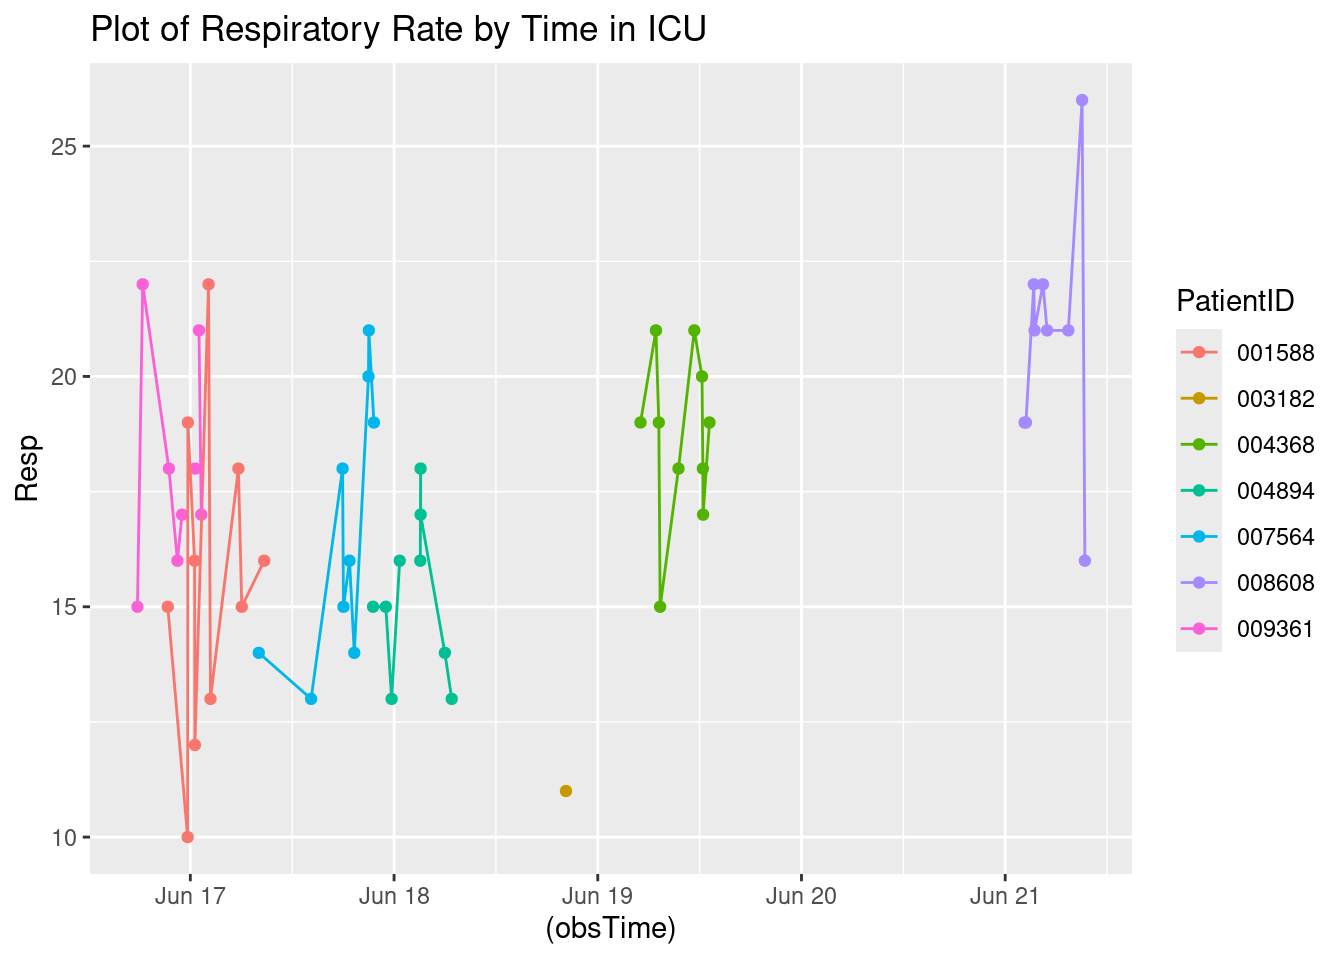 Plot of Respiratory Rate by Time in ICU
Resp
25
20
15
10
Jun 17 Jun 18 Jun 19 Jun 20 Jun 21
(obsTime)
PatientID
001588
003182
004368
004894
007564
008608
009361